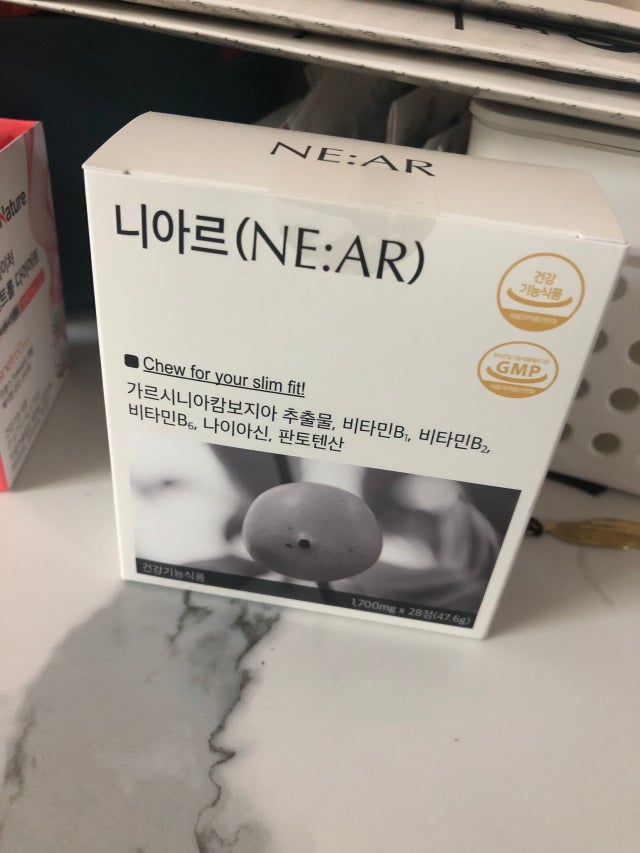 NE:AR
니아르(NE:AR)
건강
기능식품
GMP
Chew for your slim fit!
가르시니아캄보지아 추출물, 비타민B₁, 비타민B₂,
비타민B₆, 나이아신, 판토텐산
건강기능식품
1,700mg x 28정(47.6g)
Nature